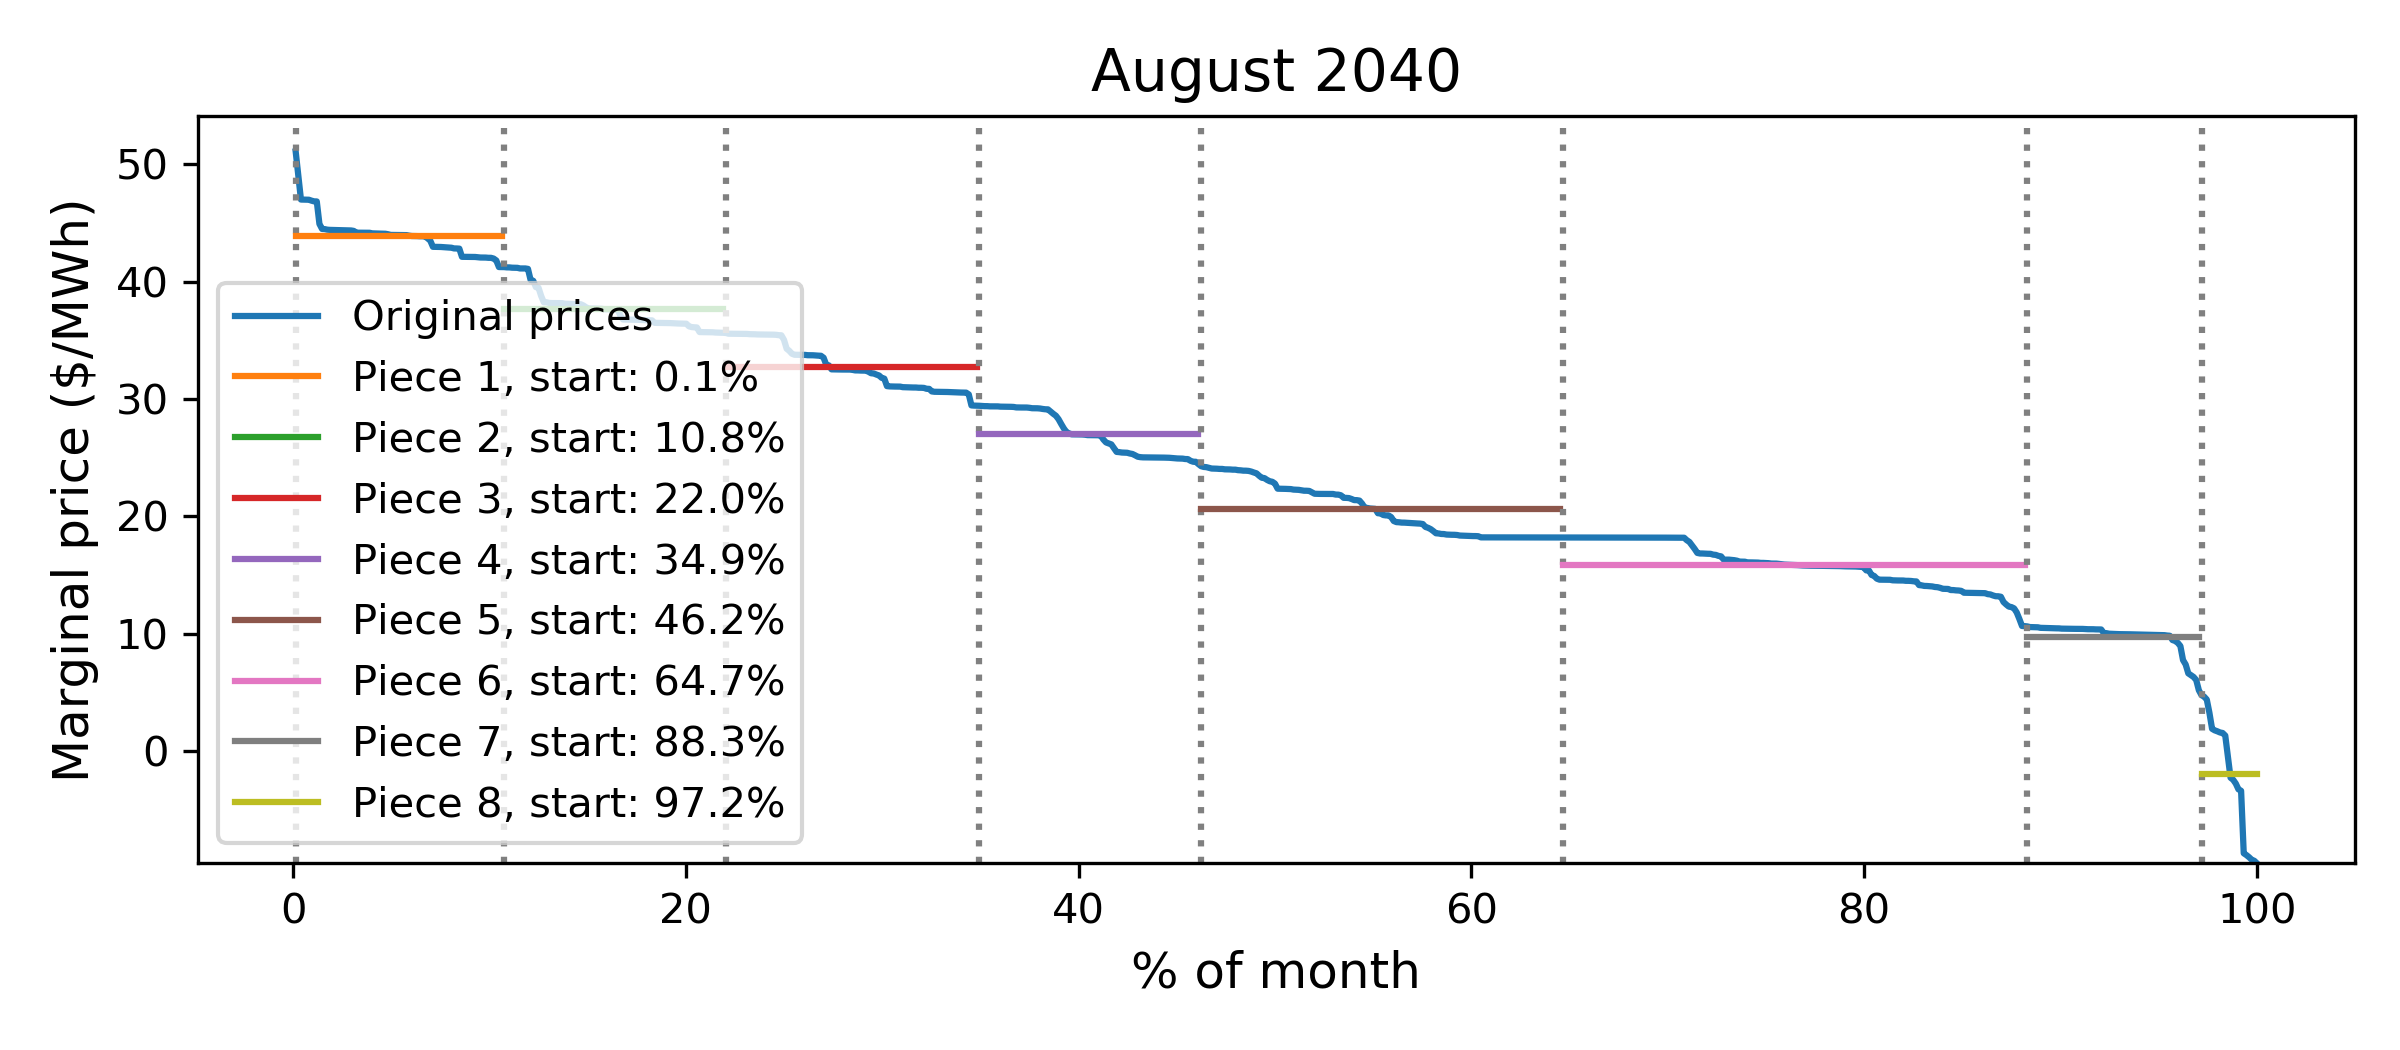 August 2040
Marginal price ($/MWh)
50
40
30
20
10
0
Original prices
Piece 1, start: 0.1%
Piece 2, start: 10.8%
Piece 3, start: 22.0%
Piece 4, start: 34.9%
Piece 5, start: 46.2%
Piece 6, start: 64.7%
Piece 7, start: 88.3%
Piece 8, start: 97.2%
0 20 40 60 80 100
% of month